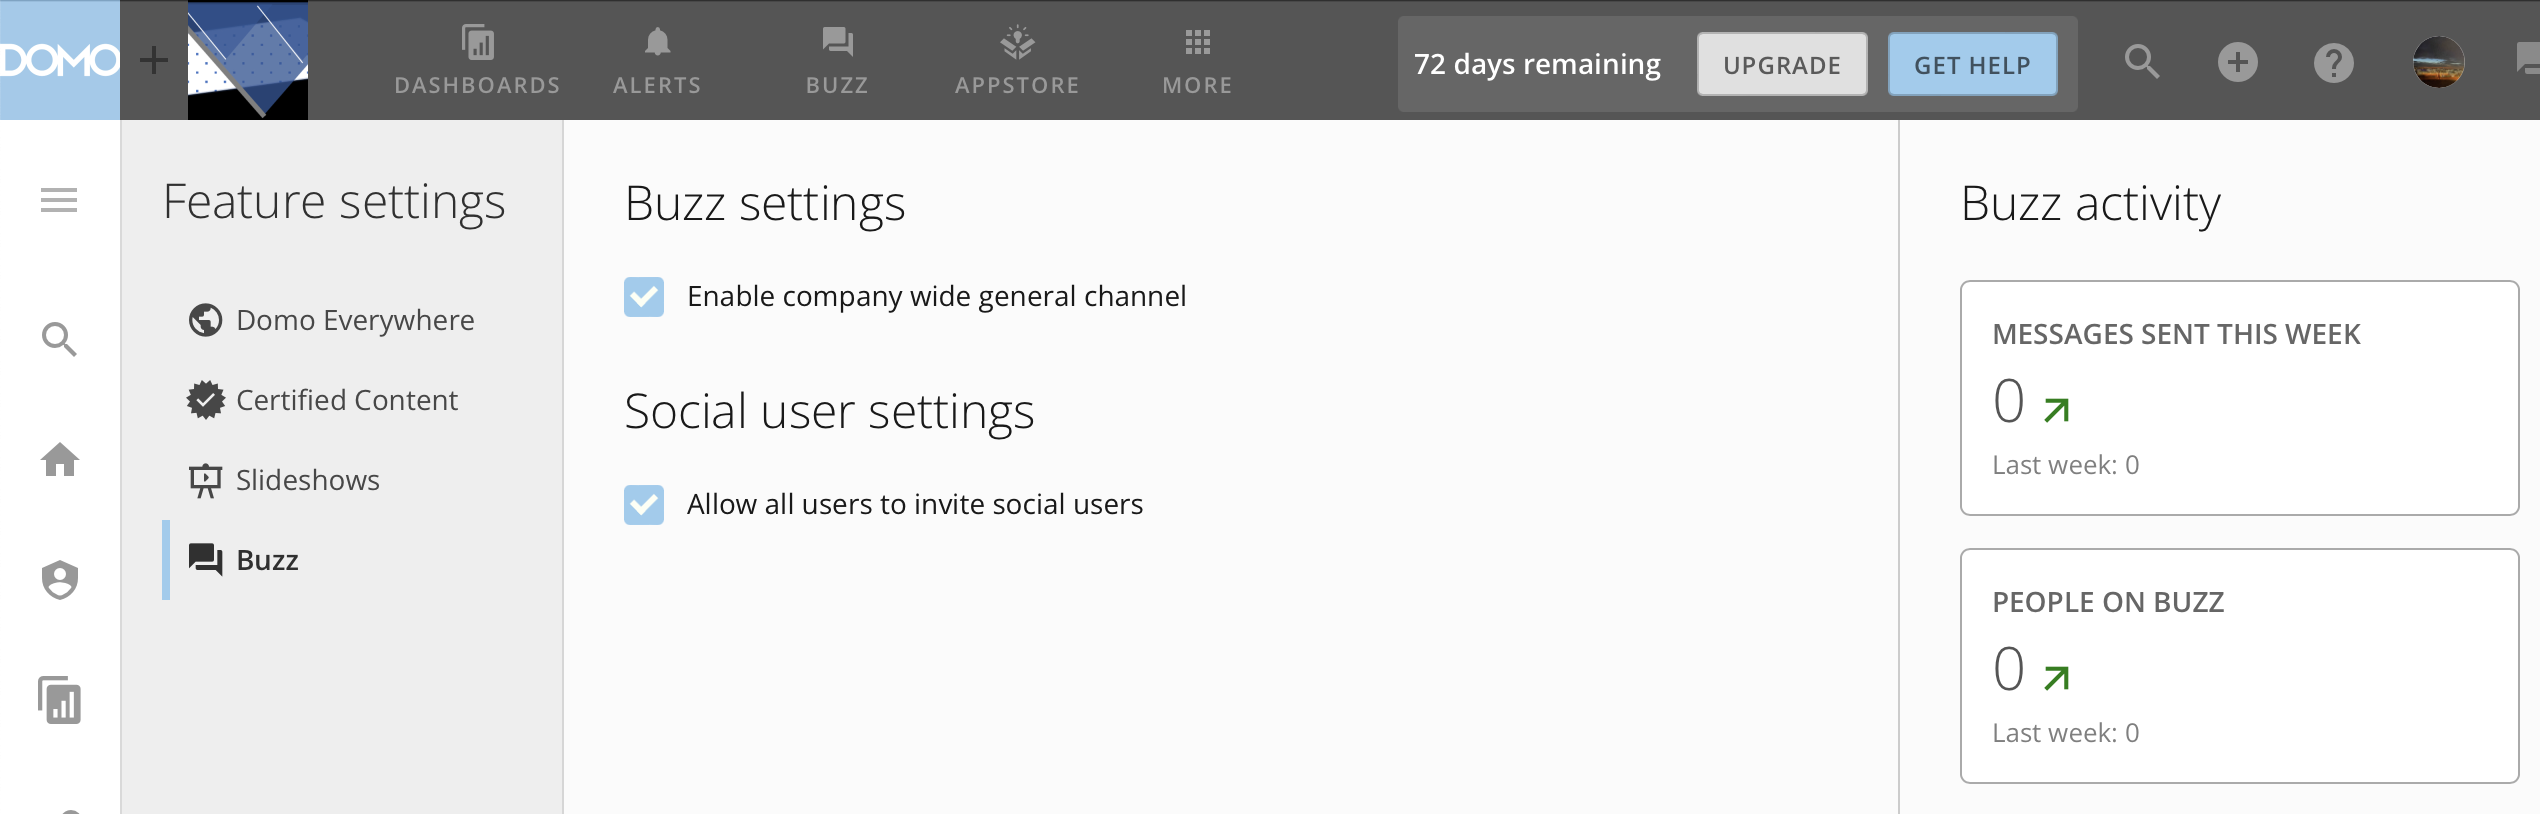 DOMO
DASHBOARDS
ALERTS
BUZZ
APPSTORE
MORE
72 days remaining
UPGRADE
GET HELP
Feature settings
Domo Everywhere
Certified Content
Slideshows
Buzz
Buzz settings
Enable company wide general channel
Social user settings
Allow all users to invite social users
Buzz activity
MESSAGES SENT THIS WEEK
0
Last week: 0
PEOPLE ON BUZZ
0
Last week: 0